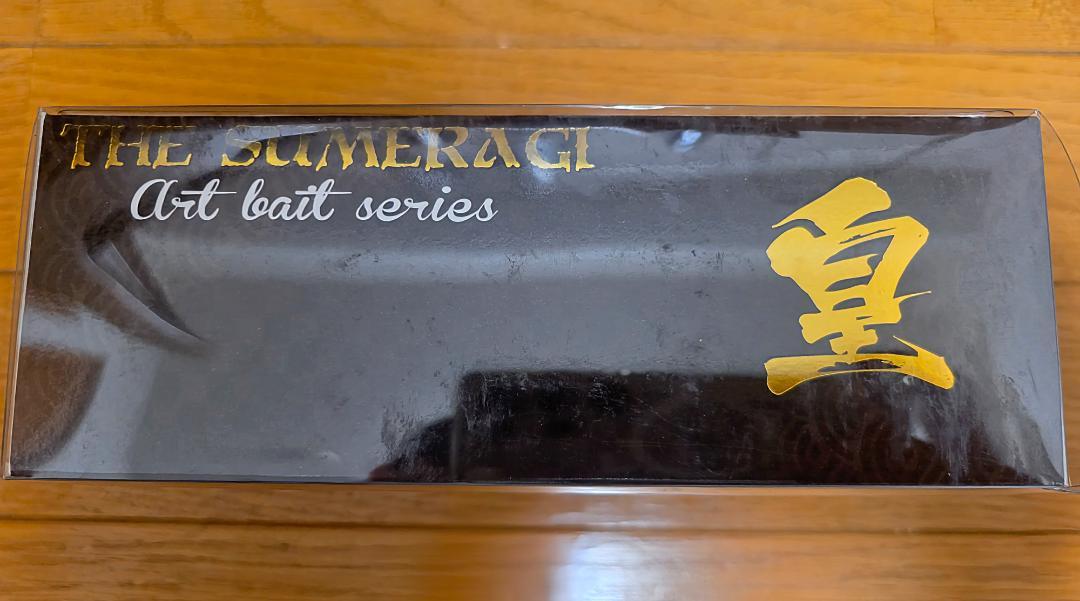 THE SUMERAGI
Art bait series
皇